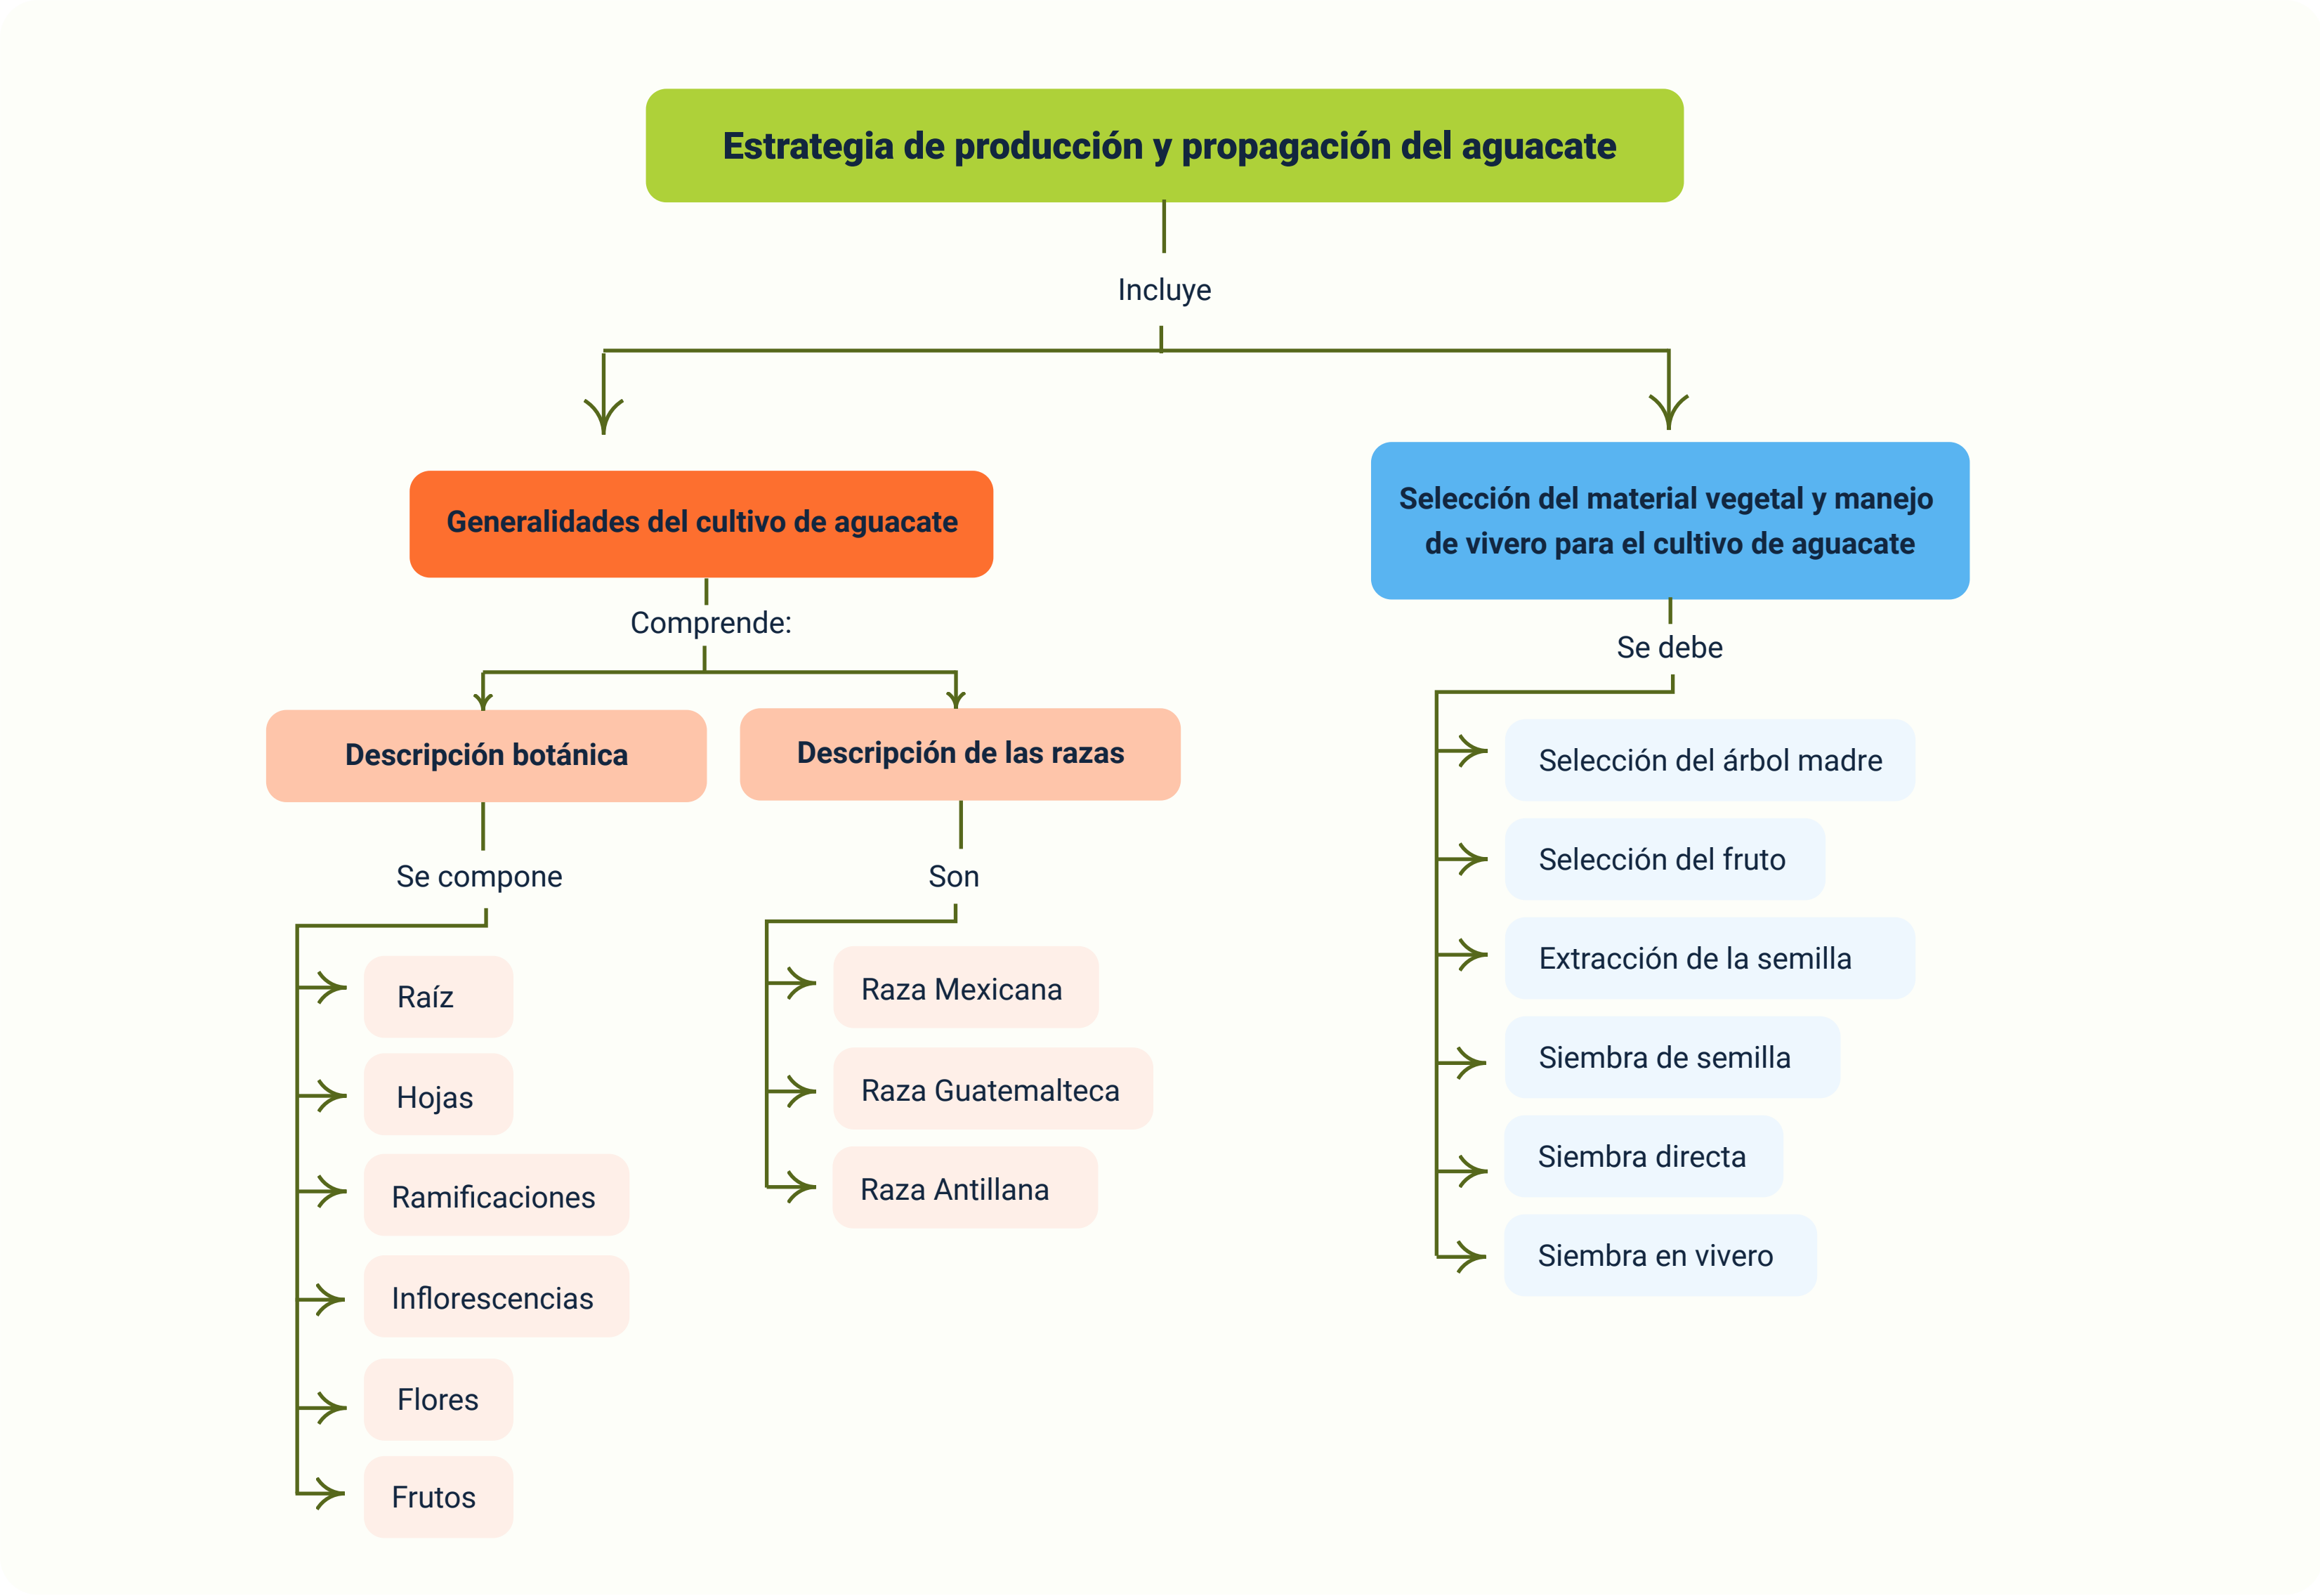 Estrategia de producción y propagación del aguacate
Incluye
Generalidades del cultivo de aguacate
Comprende:
Descripción botánica
Se compone
Raíz
Hojas
Ramificaciones
Inflorescencias
Flores
Frutos
Descripción de las razas
Son
Raza Mexicana
Raza Guatemalteca
Raza Antillana
Selección del material vegetal y manejo
de vivero para el cultivo de aguacate
Se debe
Selección del árbol madre
Selección del fruto
Extracción de la semilla
Siembra de semilla
Siembra directa
Siembra en vivero